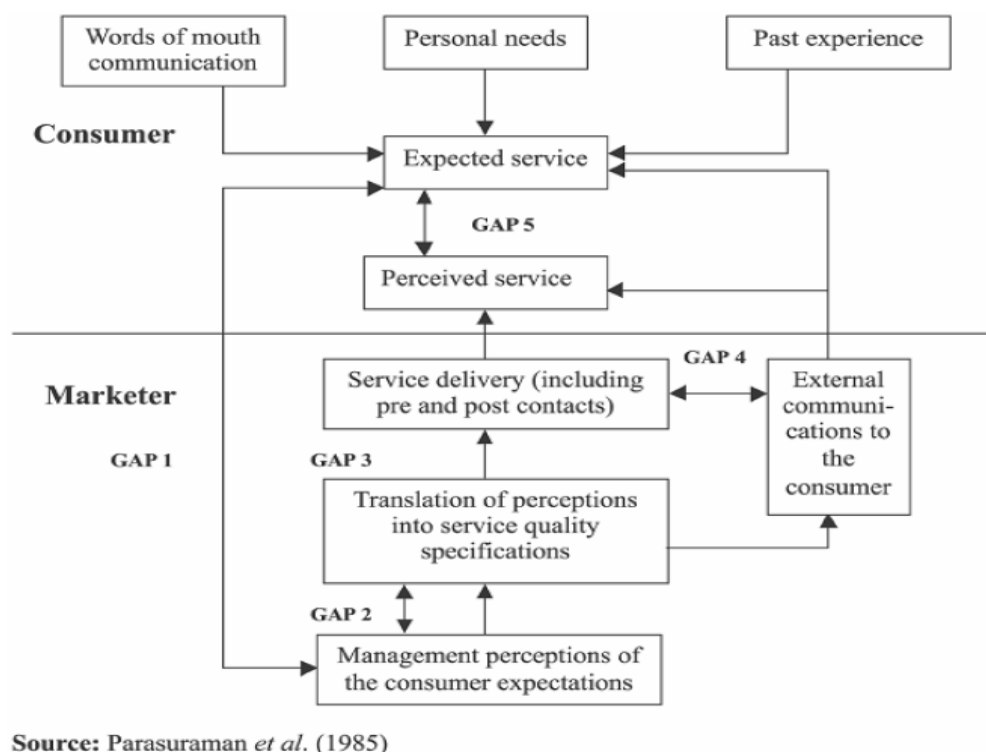 Words of mouth
communication
Personal needs
Past experience
Consumer
Expected service
GAP 5
Perceived service
Marketer
Service delivery (including
pre and post contacts)
GAP 4
External
communi-
cations to
the
consumer
GAP 1
GAP 3
Translation of perceptions
into service quality
specifications
GAP 2
Management perceptions of
the consumer expectations
Source: Parasuraman et al. (1985)